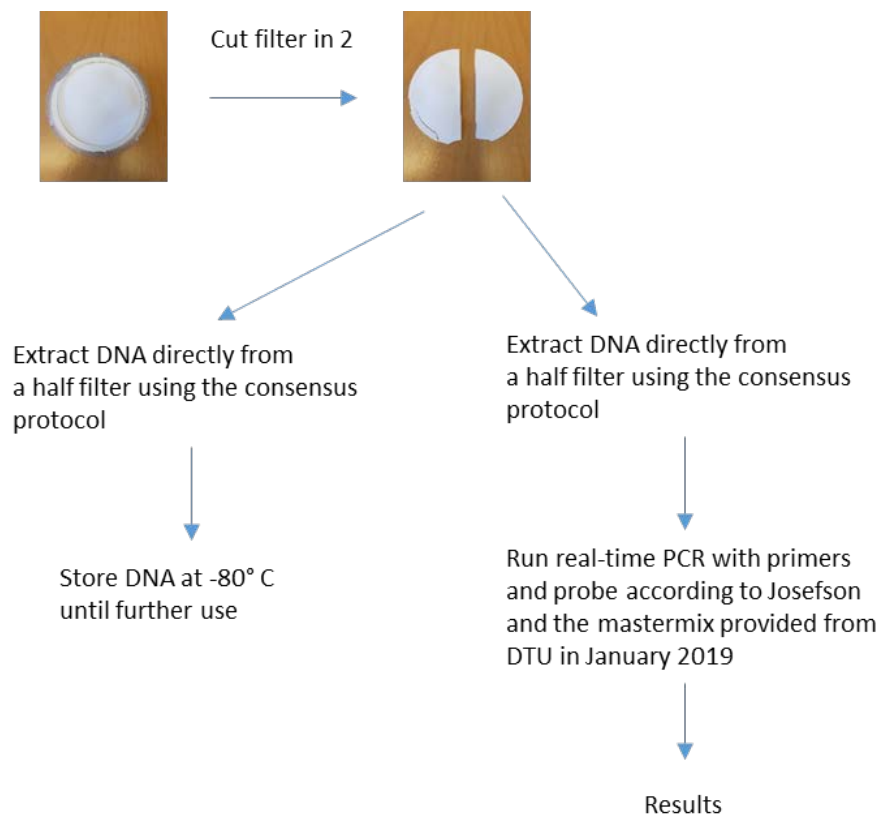 Cut filter in 2
Extract DNA directly from
a half filter using the consensus
protocol
Store DNA at -80° C
until further use
Extract DNA directly from
a half filter using the consensus
protocol
Run real-time PCR with primers
and probe according to Josefson
and the mastermix provided from
DTU in January 2019
Results